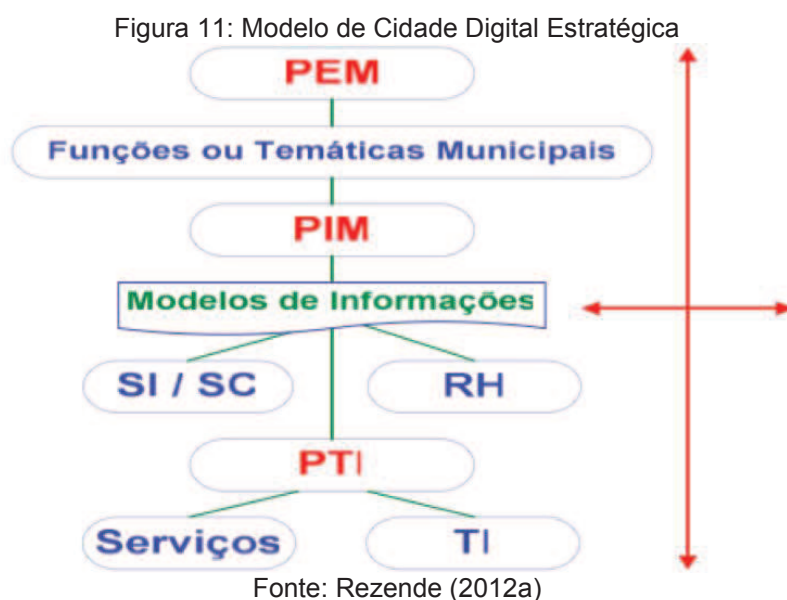 Figura 11: Modelo de Cidade Digital Estratégica
PEM
Funções ou Temáticas Municipais
PIM
Modelos de Informações
SI / SC
RH
PTI
Serviços
TI
Fonte: Rezende (2012a)